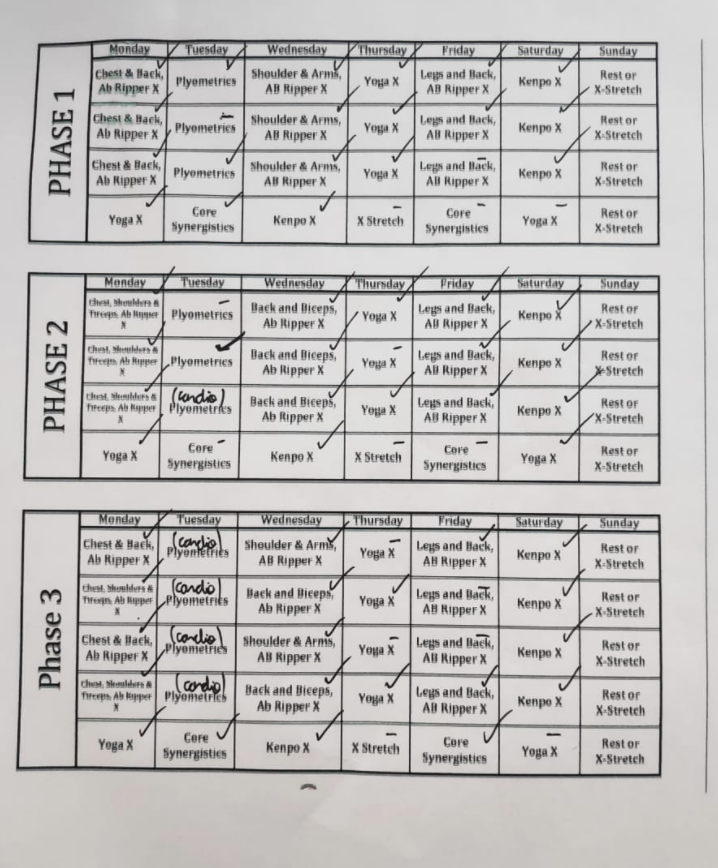 PHASE 1
Monday Tuesday Wednesday Thursday Friday Saturday Sunday
Chest & Back, Plyometrics Shoulder & Arms, Yoga X Legs and Back, Kenpo X Rest or
Ab Ripper X AB Ripper X AB Ripper X X-Stretch
Chest & Back, Plyometrics Shoulder & Arms, Yoga X Legs and Back, Kenpo X Rest or
Ab Ripper X AB Ripper X AB Ripper X X-Stretch
Chest & Back, Plyometrics Shoulder & Arms, Yoga X Legs and Back, Kenpo X Rest or
Ab Ripper X AB Ripper X AB Ripper X X-Stretch
Yoga X Core Kenpo X X Stretch Core Yoga X Rest or
Synergistics Synergistics X-Stretch
PHASE 2
Monday Tuesday Wednesday Thursday Friday Saturday Sunday
Chest, Shoulders & Plyometrics Back and Biceps, Yoga X Legs and Back, Kenpo X Rest or
Triceps, Ab Ripper Ab Ripper X AB Ripper X X-Stretch
X
Chest, Shoulders & Plyometrics Back and Biceps, Yoga X Legs and Back, Kenpo X Rest or
Triceps, Ab Ripper Ab Ripper X AB Ripper X X-Stretch
X
Chest, Shoulders & (cardio) Back and Biceps, Yoga X Legs and Back, Kenpo X Rest or
Triceps, Ab Ripper Plyometrics Ab Ripper X AB Ripper X X-Stretch
X
Yoga X Core Kenpo X X Stretch Core Yoga X Rest or
Synergistics Synergistics X-Stretch
Phase 3
Monday Tuesday Wednesday Thursday Friday Saturday Sunday
Chest & Back, (cardio) Shoulder & Arms, Yoga X Legs and Back, Kenpo X Rest or
Ab Ripper X Plyometrics AB Ripper X AB Ripper X X-Stretch
Chest, Shoulders & (cardio) Back and Biceps, Yoga X Legs and Back, Kenpo X Rest or
Triceps, Ab Ripper Plyometrics Ab Ripper X AB Ripper X X-Stretch
X
Chest & Back, (cardio) Shoulder & Arms, Yoga X Legs and Back, Kenpo X Rest or
Ab Ripper X Plyometrics AB Ripper X AB Ripper X X-Stretch
Chest, Shoulders & (cardio) Back and Biceps, Yoga X Legs and Back, Kenpo X Rest or
Triceps, Ab Ripper Plyometrics Ab Ripper X AB Ripper X X-Stretch
X
Yoga X Core Kenpo X X Stretch Core Yoga X Rest or
Synergistics Synergistics X-Stretch